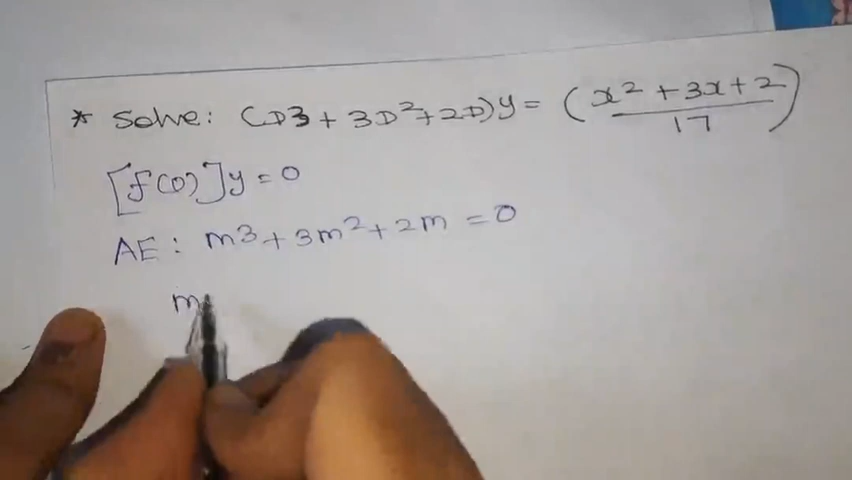 * Solve: (D3 + 3D² + 2D)y = (x² + 3x + 2 / 17)
[f(D)]y = 0
AE : m³ + 3m² + 2m = 0
m